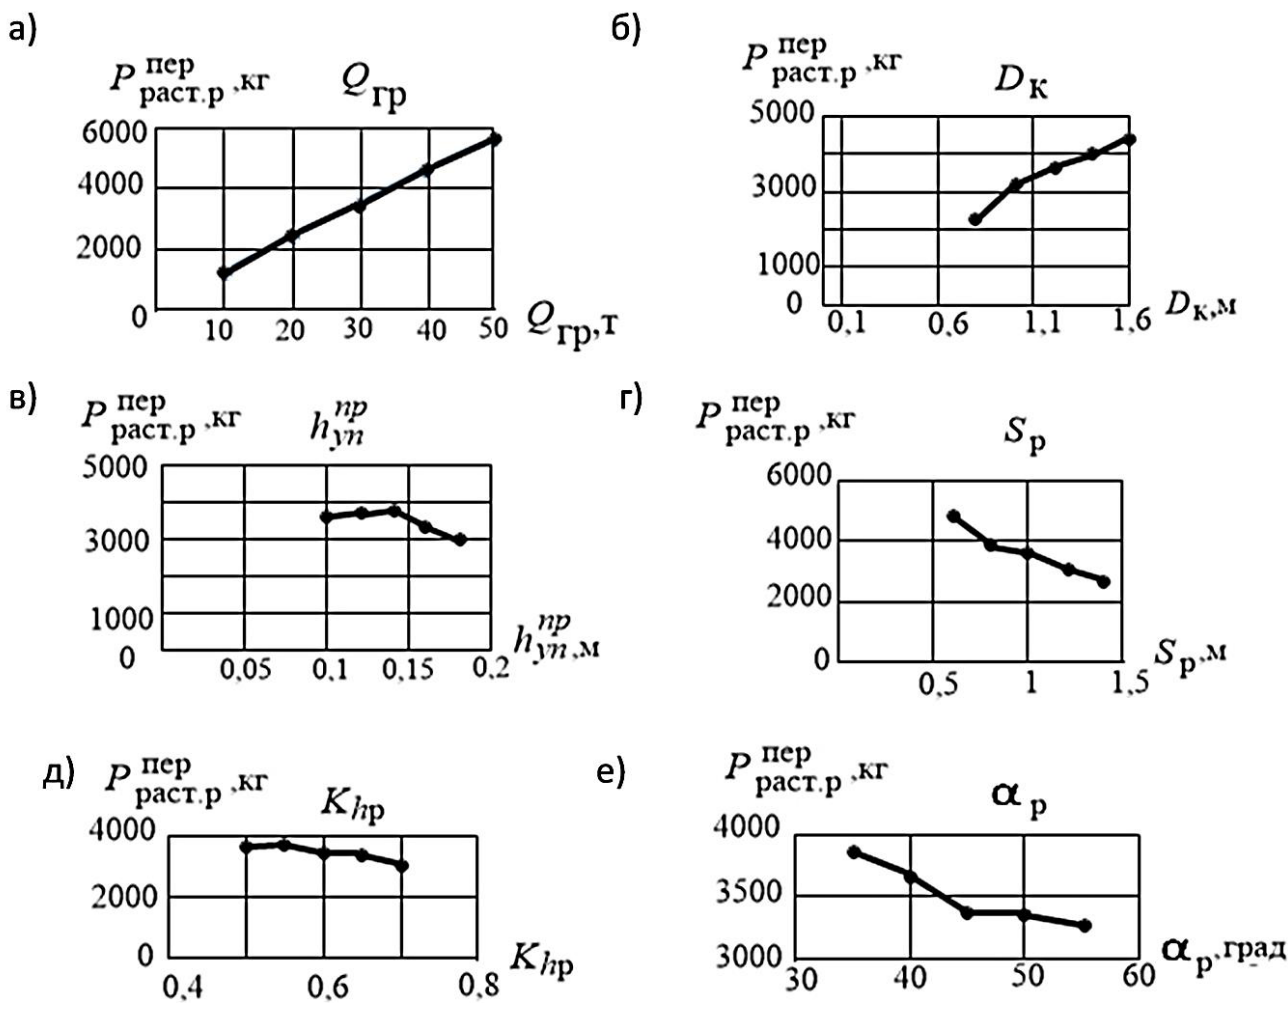 а)
P пер раст.р ,кг
Q гр
6000
4000
2000
0
10 20 30 40 50
Q гр,т
б)
P пер раст.р ,кг
D к
5000
3000
1000
0
0,1 0,6 1,1 1,6
D к,м
в)
P пер раст.р ,кг
h пр уп
5000
3000
1000
0
0,05 0,1 0,15 0,2
h пр уп,м
г)
P пер раст.р ,кг
S р
6000
4000
2000
0
0,5 1 1,5
S р,м
д)
P пер раст.р ,кг
K hр
4000
2000
0
0,4 0,6 0,8
K hр
е)
P пер раст.р ,кг
α р
4000
3500
3000
30 40 50 60
α р,град